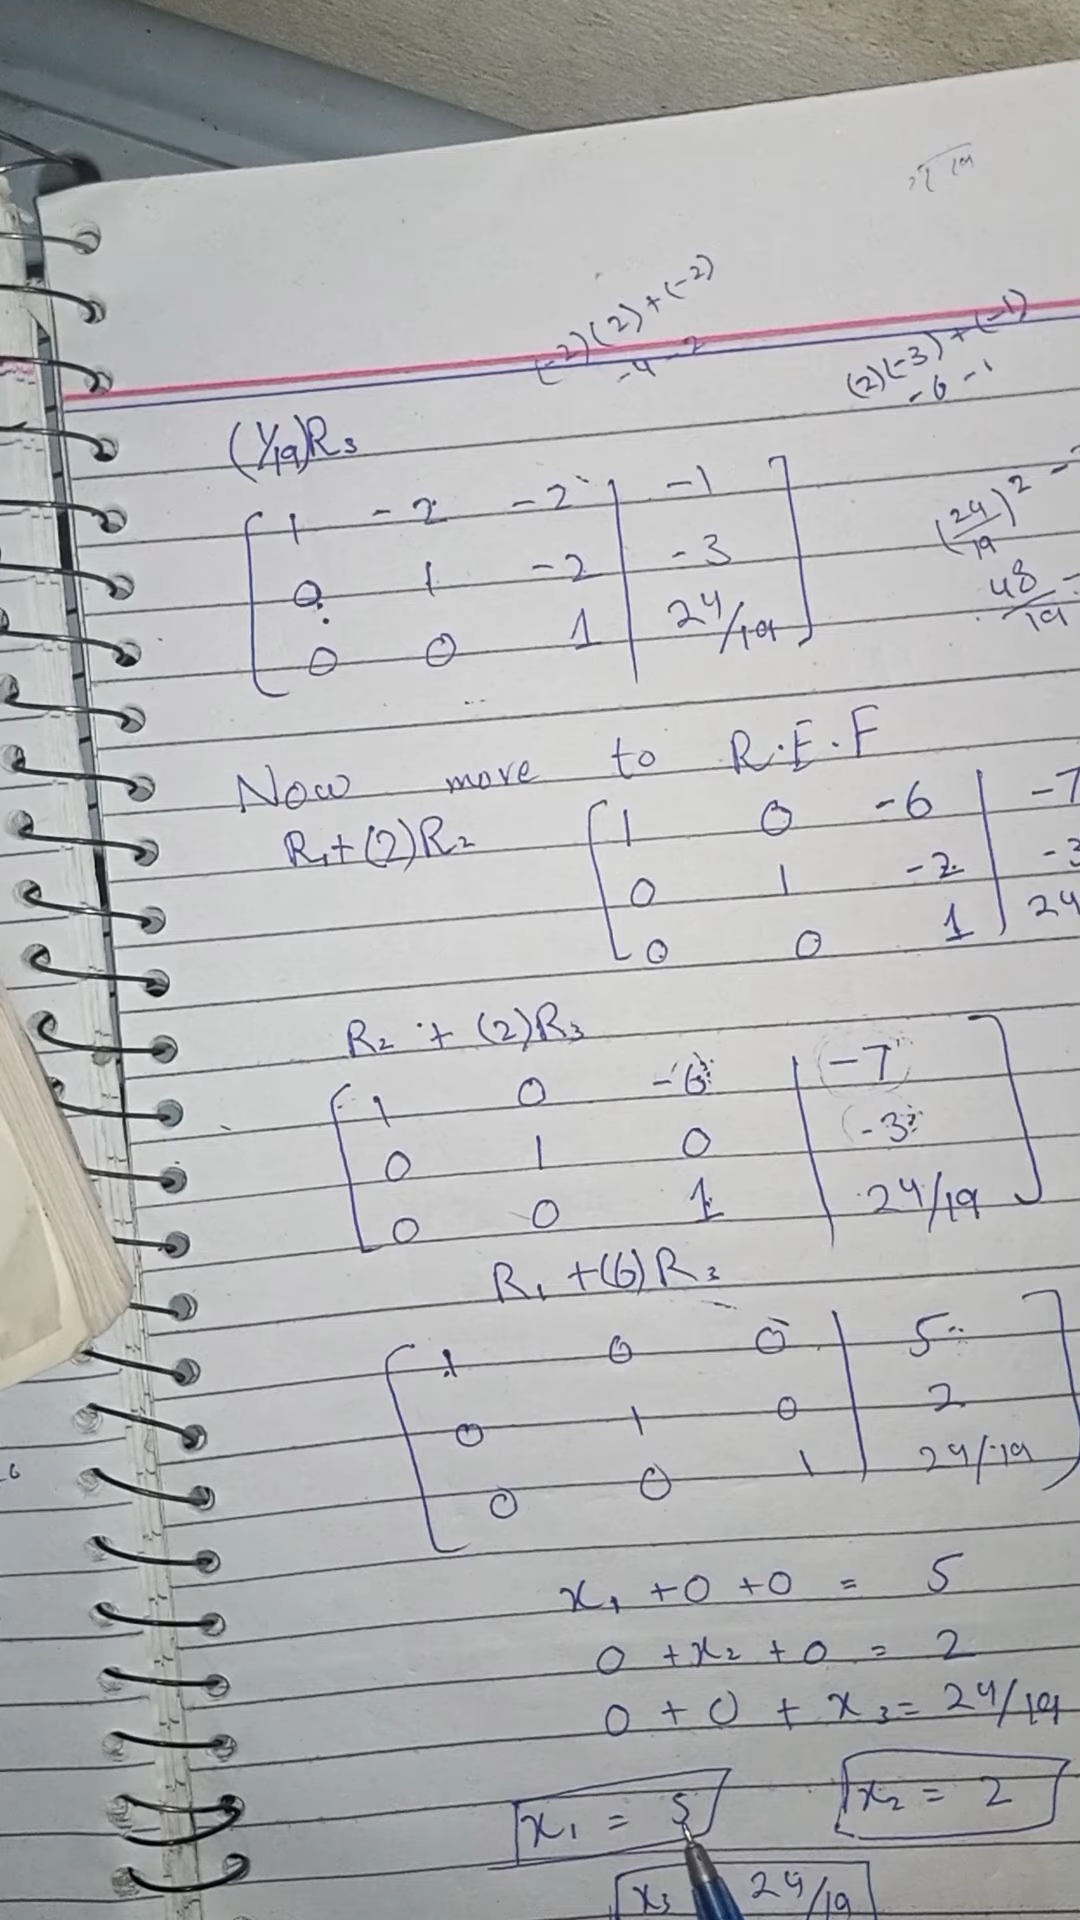 (-2)(2)+(-2)
-4-2
(2)(-3)+(-1)
-6-1
(1/19)R3
1 -2 -2 | -1
0 1 -2 | -3
0 0 1 | 24/19
(24/19)2 -
48/19
Now move to R.E.F
R1+(2)R2
1 0 -6 | -7
0 1 -2 | -3
0 0 1 | 24
R2 + (2)R3
1 0 -6 | -7
0 1 0 | -3
0 0 1 | 24/19
R1 +(6)R3
1 0 0 | 5
0 1 0 | 2
0 0 1 | 24/19
x1 +0 +0 = 5
0 +x2 +0 = 2
0 + 0 + x3 = 24/19
x1 = 5 x2 = 2
x3 24/19